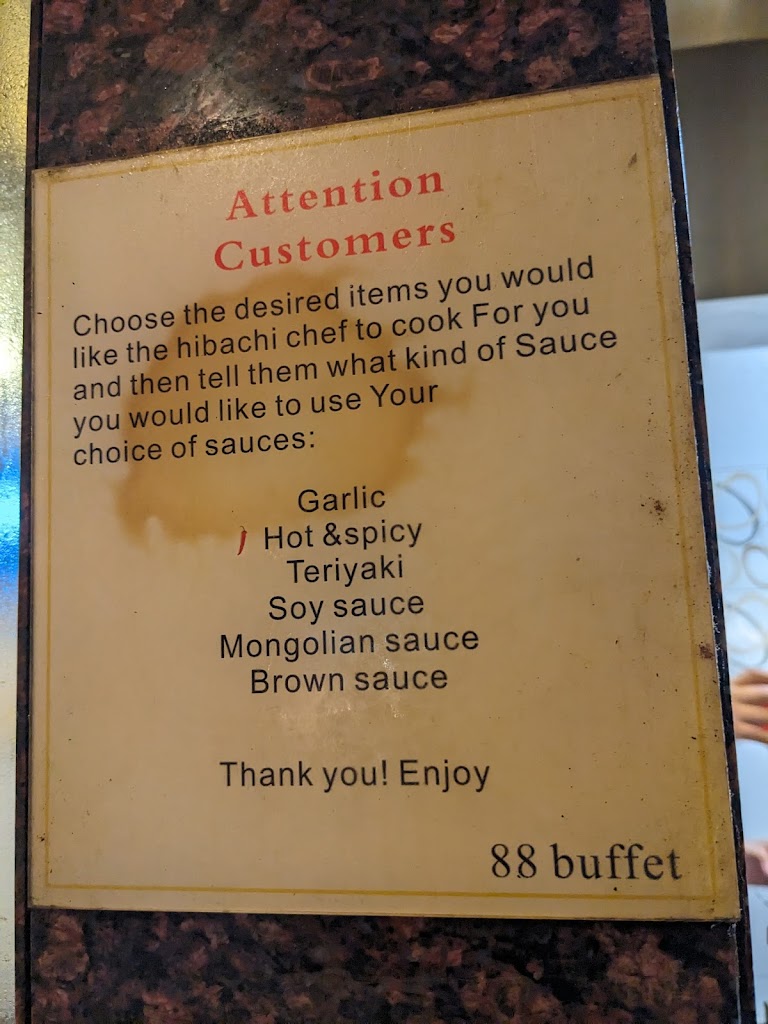 Attention
Customers
Choose the desired items you would
like the hibachi chef to cook For you
and then tell them what kind of Sauce
you would like to use Your
choice of sauces:
Garlic
Hot &spicy
Teriyaki
Soy sauce
Mongolian sauce
Brown sauce
Thank you! Enjoy
88 buffet